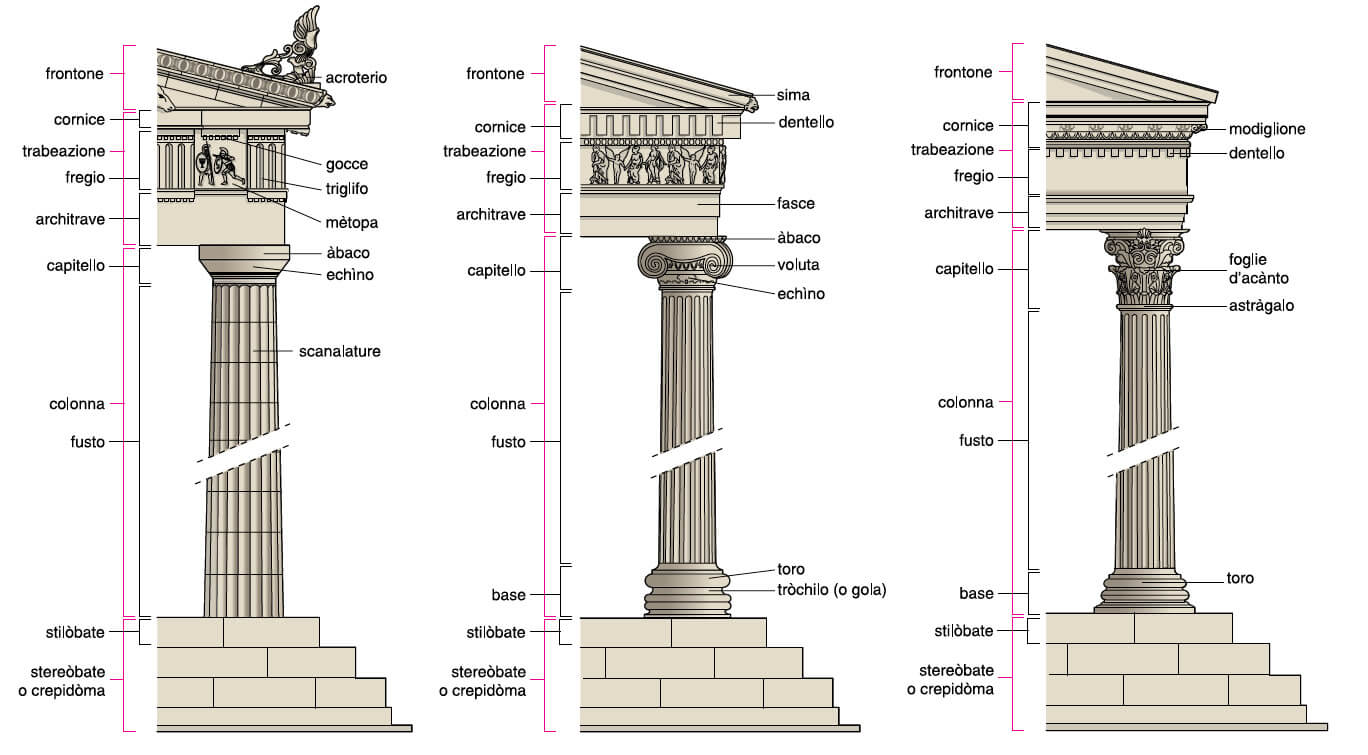 frontone
acroterio
cornice
trabeazione
gocce
fregio
triglifo
mètopa
architrave
àbaco
capitello
echìno
scanalature
colonna
fusto
stilòbate
stereòbate
o crepidòma
frontone
sima
dentello
cornice
trabeazione
fregio
fasce
architrave
àbaco
capitello
voluta
echìno
colonna
fusto
toro
tròchilo (o gola)
base
stilòbate
stereòbate
o crepidòma
frontone
cornice
modiglione
trabeazione
dentello
fregio
architrave
capitello
foglie
d'acànto
astràgalo
colonna
fusto
toro
base
stilòbate
stereòbate
o crepidòma